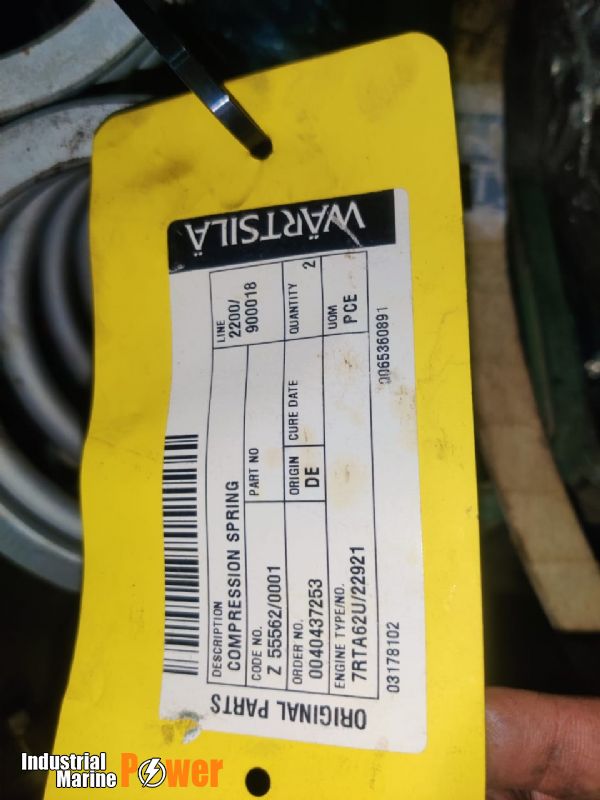 WÄRTSILÄ
ORIGINAL PARTS
DESCRIPTION
COMPRESSION SPRING
LINE
2200/
900018
CODE NO.
Z 55562/0001
PART NO
ORDER NO.
0040437253
ORIGIN
DE
CURE DATE
QUANTITY
2
ENGINE TYPE/NO.
7RTA62U/22921
UOM
PCE
03178102
0065360891
Industrial
Marine Power